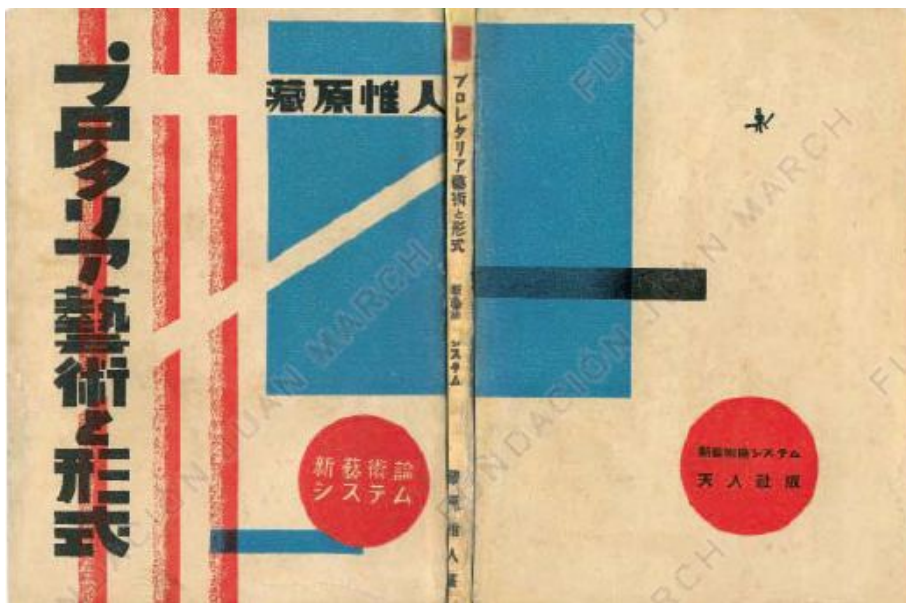 プロレタリア藝術と形式
藏原惟人
新藝術論
システム
プロレタリア藝術と形式
新藝術論 システム
藏原惟人著
新藝術論システム
天人社版
FUNDACIÓN JUAN MARCH